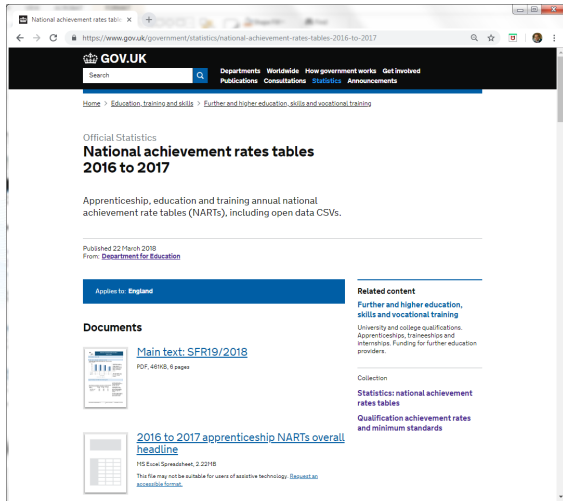 National achievement rates tabl
https://www.gov.uk/government/statistics/national-achievement-rates-tables-2016-to-2017
GOV.UK
Search
Departments Worldwide How government works Get involved
Publications Consultations Statistics Announcements
Home > Education, training and skills > Further and higher education, skills and vocational training
Official Statistics
National achievement rates tables
2016 to 2017
Apprenticeship, education and training annual national
achievement rate tables (NARTs), including open data CSVs.
Published 22 March 2018
From: Department for Education
Applies to: England
Documents
Main text: SFR19/2018
PDF, 461KB, 6 pages
2016 to 2017 apprenticeship NARTs overall
headline
MS Excel Spreadsheet, 2.22MB
This file may not be suitable for users of assistive technology. Request an
accessible format.
Related content
Further and higher education,
skills and vocational training
University and college qualifications.
Apprenticeships, traineeships and
internships. Funding for further education
providers.
Collection
Statistics: national achievement
rates tables
Qualification achievement rates
and minimum standards